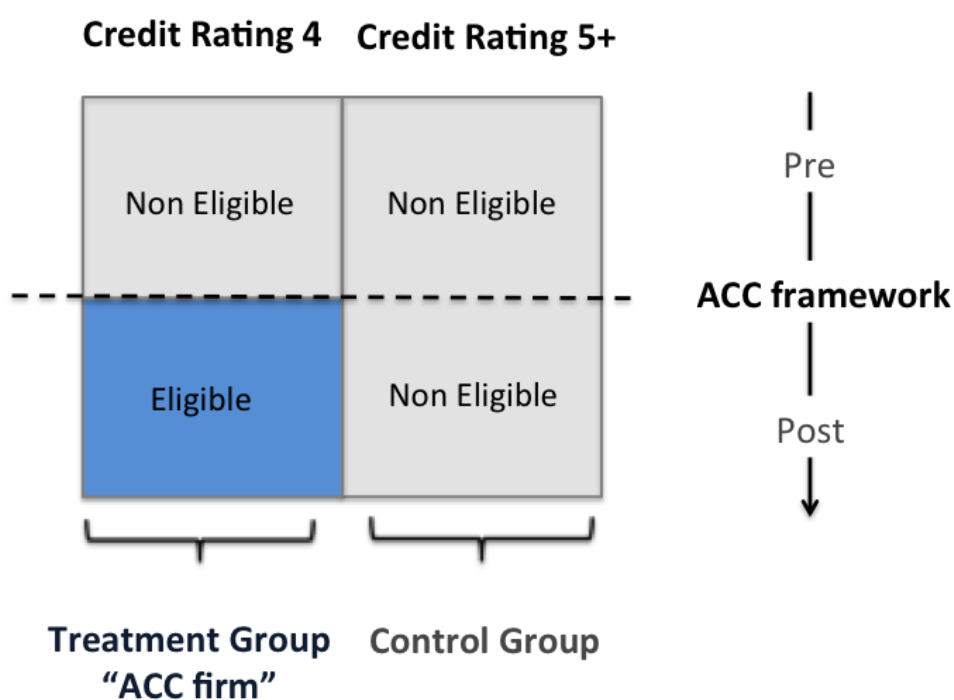 Credit Rating 4
Credit Rating 5+
Non Eligible
Non Eligible
Pre
ACC framework
Eligible
Non Eligible
Post
Treatment Group
“ACC firm”
Control Group